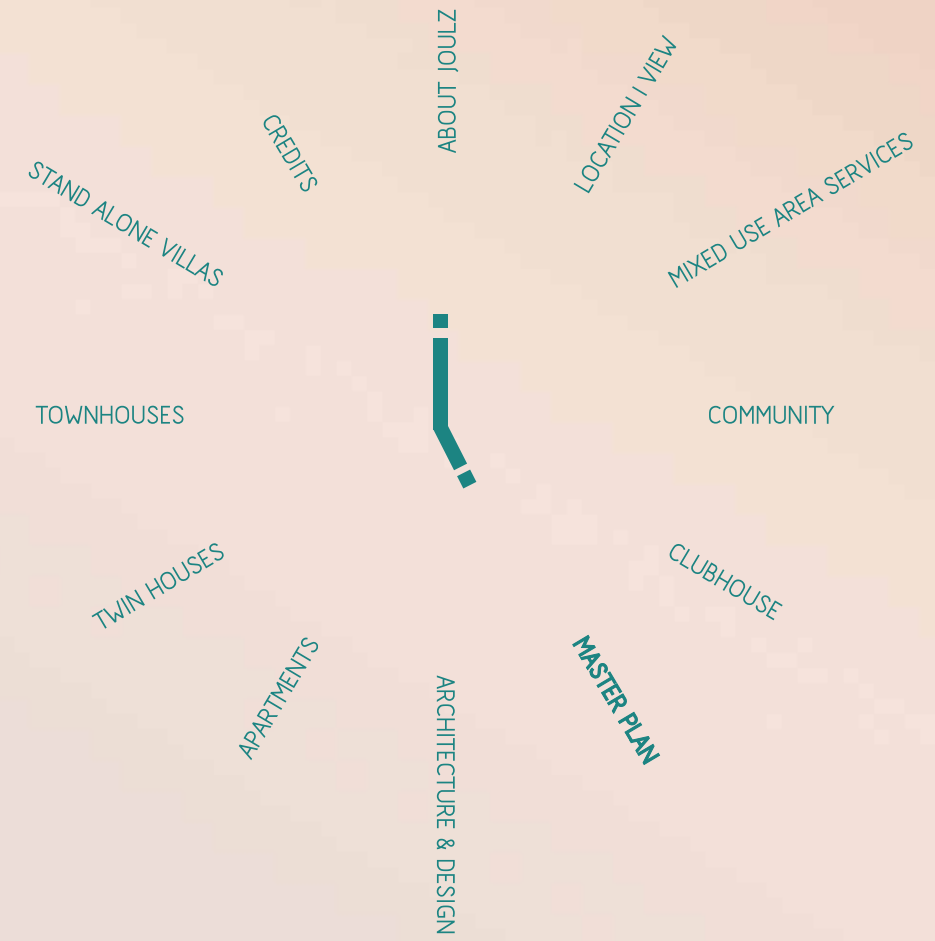 ABOUT JOULZ
LOCATION | VIEW
MIXED USE AREA SERVICES
COMMUNITY
CLUBHOUSE
MASTER PLAN
ARCHITECTURE & DESIGN
APARTMENTS
TWIN HOUSES
TOWNHOUSES
STAND ALONE VILLAS
CREDITS